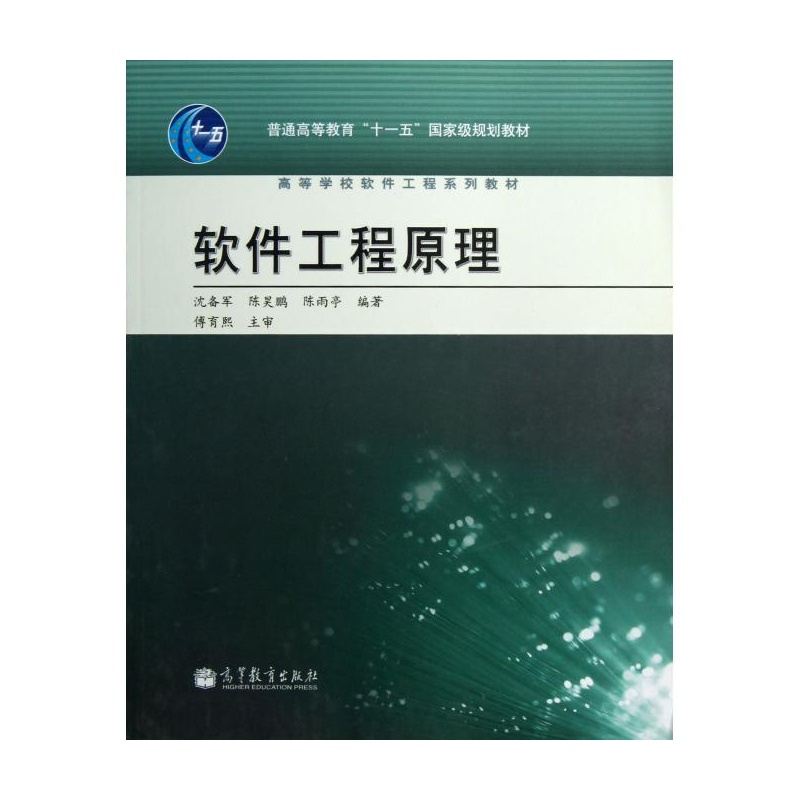 十一五
普通高等教育“十一五”国家级规划教材
高等学校软件工程系列教材
软件工程原理
沈备军 陈昊鹏 陈雨亭 编著
傅育熙 主审
高等教育出版社
HIGHER EDUCATION PRESS